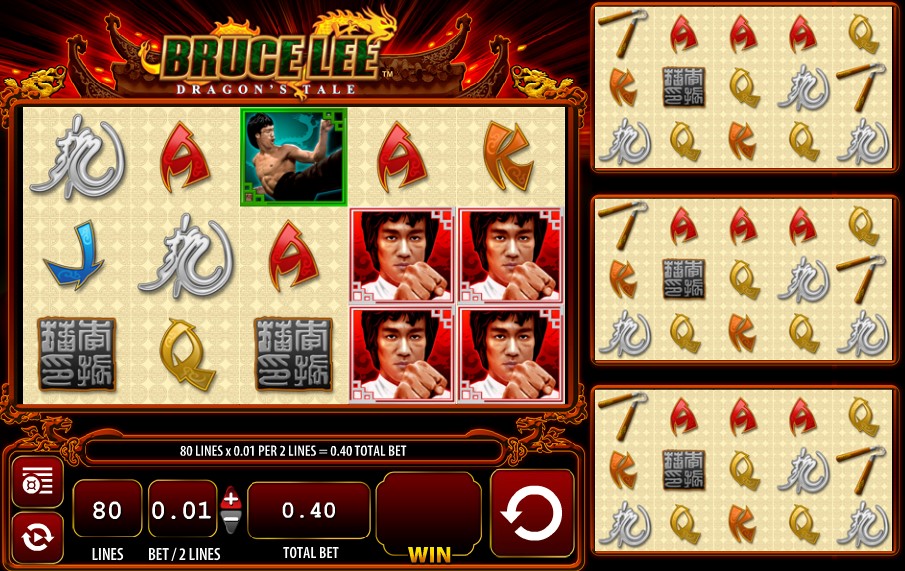 BRUCE LEE TM
DRAGON'S TALE
A A K
J A
Q
A A A Q
K Q
Q K Q
A A A Q
K Q
Q K Q
A A A Q
K Q
Q K Q
80 LINES x 0.01 PER 2 LINES = 0.40 TOTAL BET
80 0.01 + − 0.40
LINES BET / 2 LINES TOTAL BET WIN